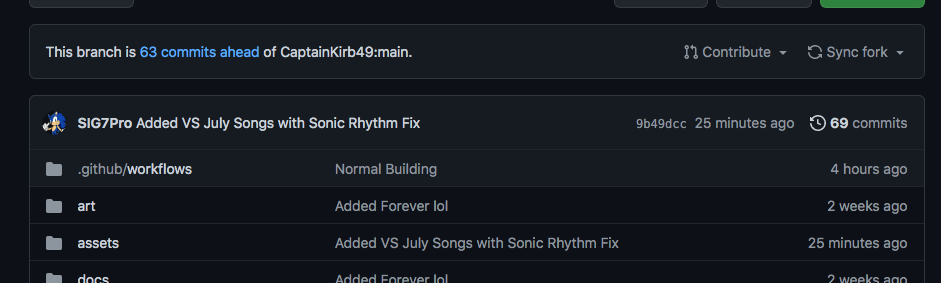 This branch is 63 commits ahead of CaptainKirb49:main. Contribute Sync fork
SIG7Pro Added VS July Songs with Sonic Rhythm Fix 9b49dcc 25 minutes ago 69 commits
.github/workflows Normal Building 4 hours ago
art Added Forever lol 2 weeks ago
assets Added VS July Songs with Sonic Rhythm Fix 25 minutes ago
docs Added Forever lol 2 weeks ago